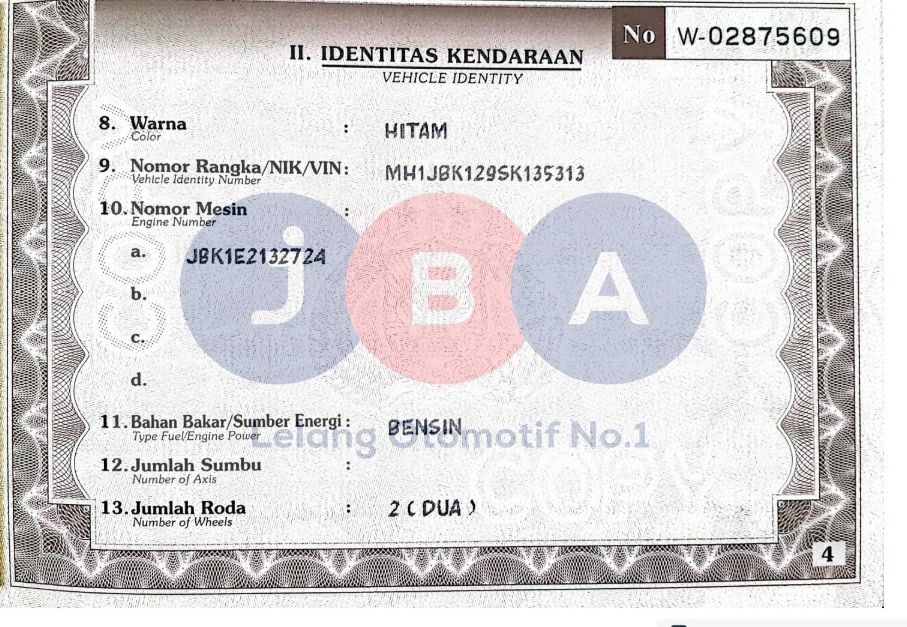 No W-02875609
II. IDENTITAS KENDARAAN
VEHICLE IDENTITY
8. Warna : HITAM
Color
9. Nomor Rangka/NIK/VIN : MH1JBK129SK135313
Vehicle Identity Number
10. Nomor Mesin :
Engine Number
a. JBK1E2132724
b.
c.
d.
JBA
11. Bahan Bakar/Sumber Energi : BENSIN
Type Fuel/Engine Power
Lelang Otomotif No.1
12. Jumlah Sumbu :
Number of Axis
13. Jumlah Roda : 2 ( DUA )
Number of Wheels
4